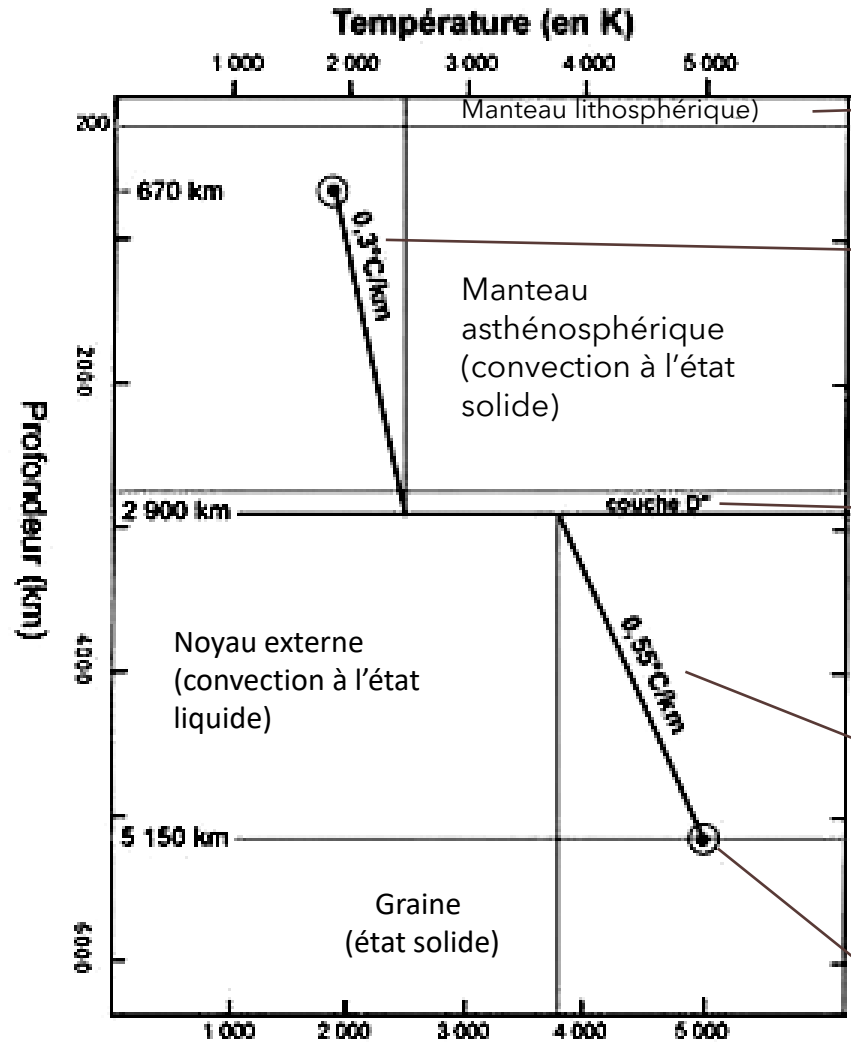 Température (en K)
1 000 2 000 3 000 4 000 5 000
Manteau lithosphérique)
200
670 km
0,3°C/km
Manteau
asthénosphérique
(convection à l'état
solide)
2000
Profondeur (km)
couche D"
2 900 km
Noyau externe
(convection à l'état
liquide)
4000
0,55°C/km
5 150 km
Graine
(état solide)
6000
1 000 2 000 3 000 4 000 5 000